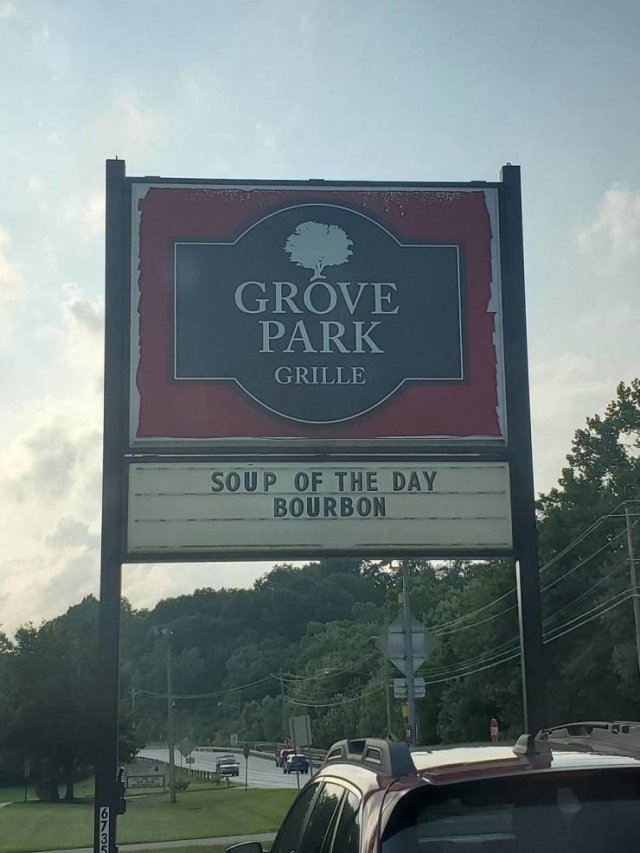 GROVE
PARK
GRILLE
SOUP OF THE DAY
BOURBON
6735